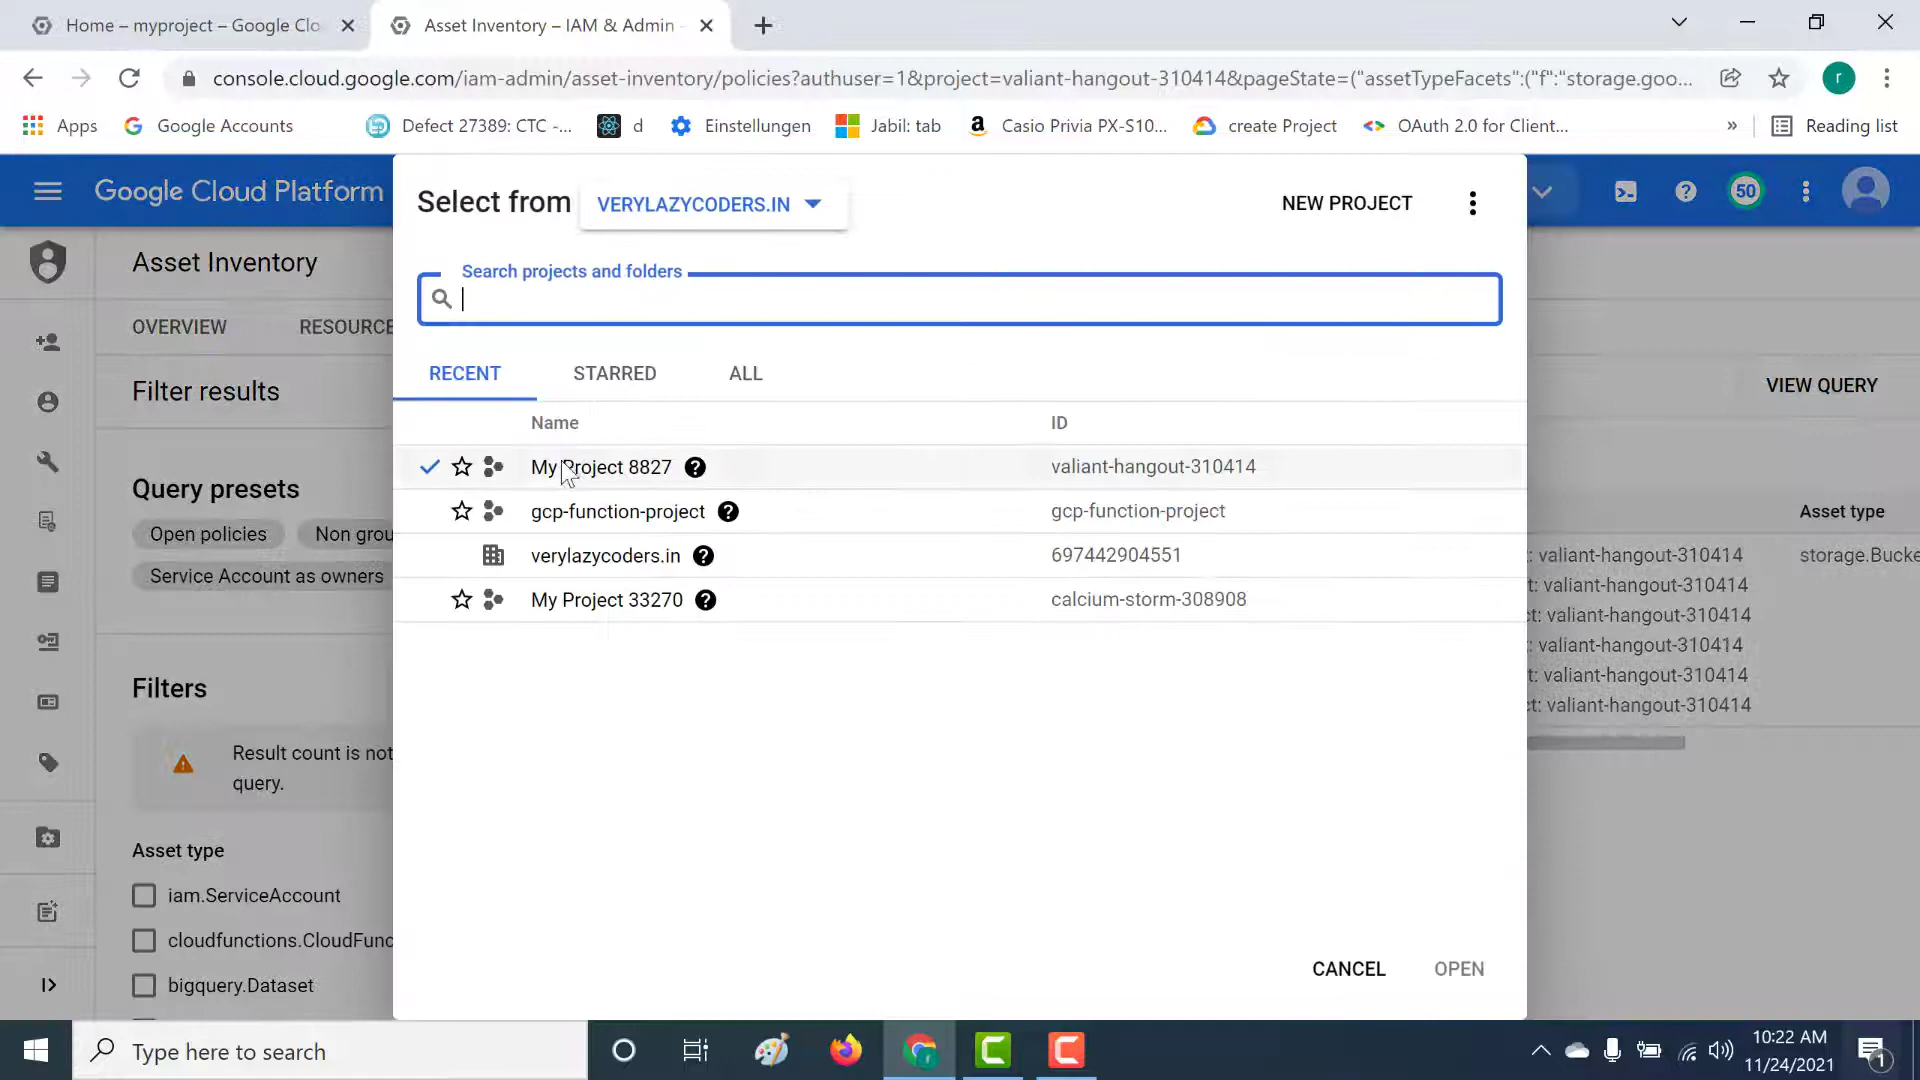 Home – myproject – Google Clo
Asset Inventory – IAM & Admin
console.cloud.google.com/iam-admin/asset-inventory/policies?authuser=1&project=valiant-hangout-310414&pageState=("assetTypeFacets":("f":"storage.goo...
r
Apps
Google Accounts
Defect 27389: CTC -...
d
Einstellungen
Jabil: tab
Casio Privia PX-S10...
create Project
OAuth 2.0 for Client...
»
Reading list
Google Cloud Platform
50
Asset Inventory
OVERVIEW
RESOURCE
Filter results
Query presets
Open policies
Non grou
Service Account as owners
Filters
Result count is not
query.
Asset type
iam.ServiceAccount
cloudfunctions.CloudFunc
bigquery.Dataset
Select from VERYLAZYCODERS.IN
NEW PROJECT
Search projects and folders
RECENT
STARRED
ALL
Name
ID
My Project 8827
valiant-hangout-310414
gcp-function-project
gcp-function-project
verylazycoders.in
697442904551
My Project 33270
calcium-storm-308908
CANCEL
OPEN
VIEW QUERY
Asset type
: valiant-hangout-310414
storage.Bucke
t: valiant-hangout-310414
ct: valiant-hangout-310414
: valiant-hangout-310414
t: valiant-hangout-310414
ct: valiant-hangout-310414
Type here to search
10:22 AM
11/24/2021
1